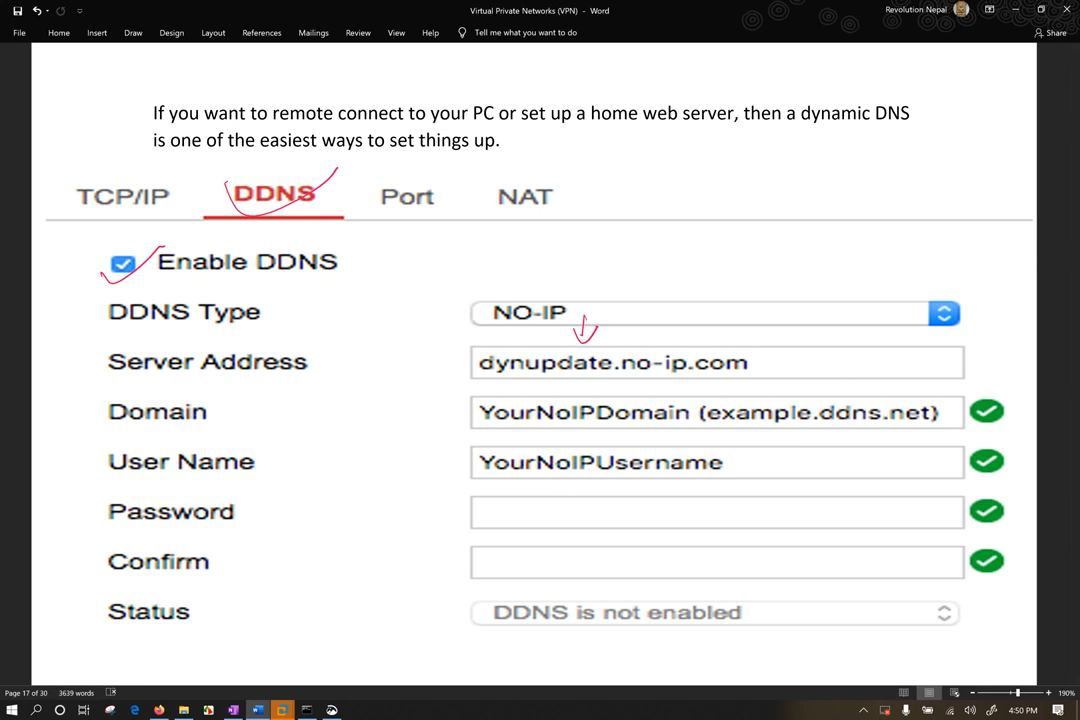 Virtual Private Networks (VPN) - Word
Revolution Nepal
File Home Insert Draw Design Layout References Mailings Review View Help Tell me what you want to do Share
If you want to remote connect to your PC or set up a home web server, then a dynamic DNS
is one of the easiest ways to set things up.
TCP/IP DDNS Port NAT
Enable DDNS
DDNS Type NO-IP
Server Address dynupdate.no-ip.com
Domain YourNoIPDomain (example.ddns.net)
User Name YourNoIPUsername
Password
Confirm
Status DDNS is not enabled
Page 17 of 30 3639 words 190%
4:50 PM